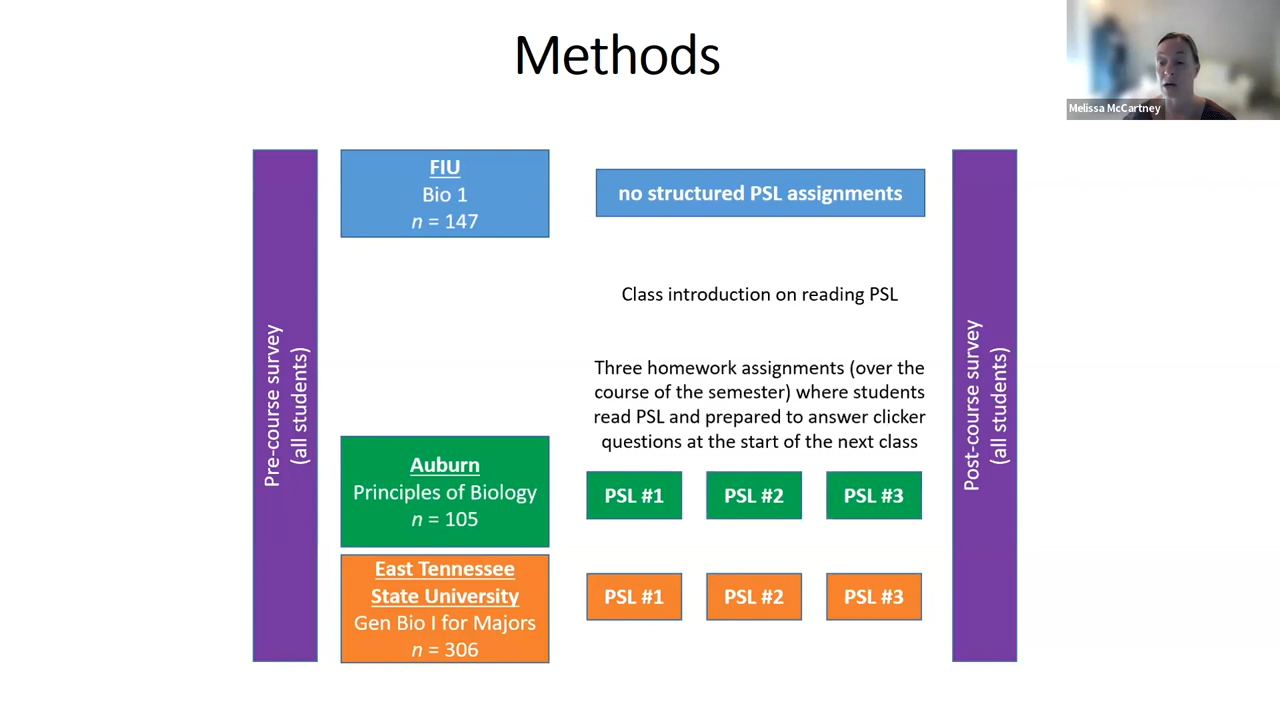 Methods
Melissa McCartney
Pre-course survey
(all students)
FIU
Bio 1
n = 147
no structured PSL assignments
Class introduction on reading PSL
Three homework assignments (over the
course of the semester) where students
read PSL and prepared to answer clicker
questions at the start of the next class
Auburn
Principles of Biology
n = 105
PSL #1
PSL #2
PSL #3
East Tennessee
State University
Gen Bio I for Majors
n = 306
PSL #1
PSL #2
PSL #3
Post-course survey
(all students)